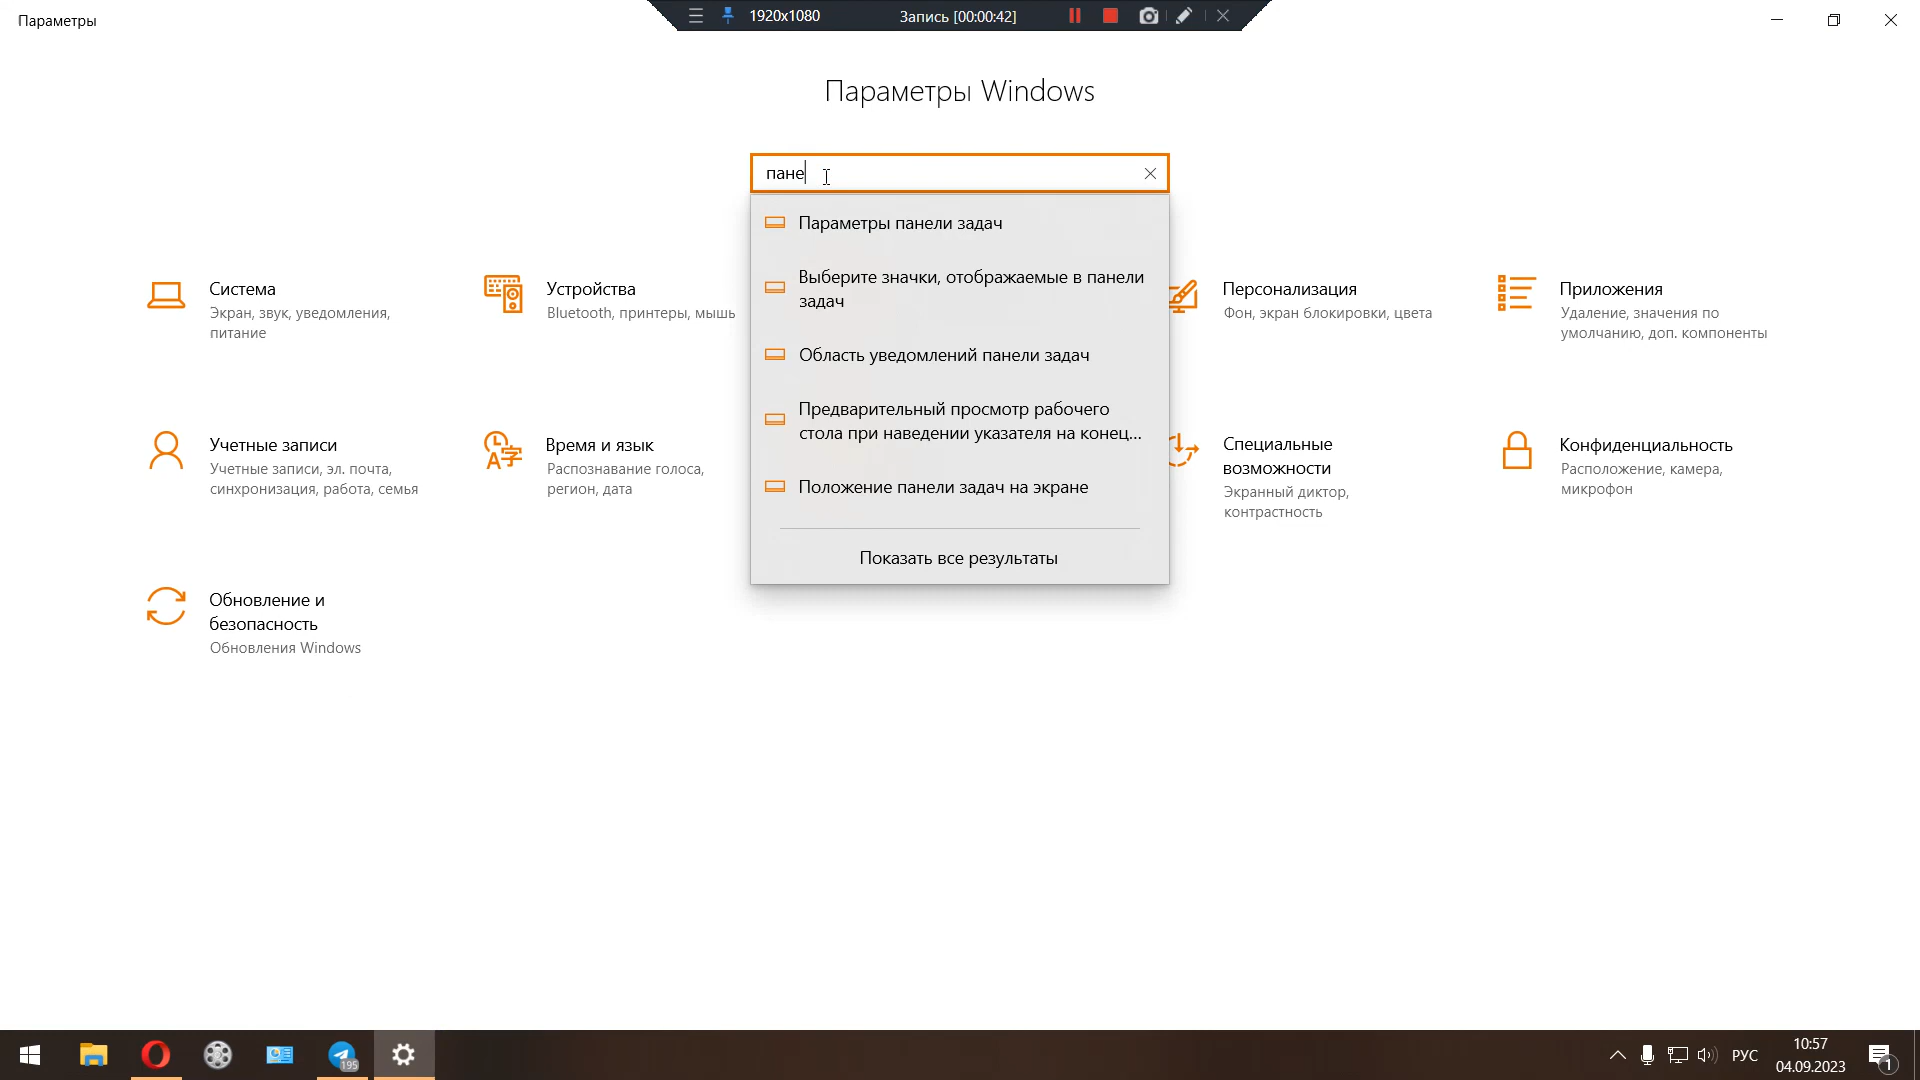 Параметры
1920x1080
Запись [00:00:42]
Параметры Windows
пане
Параметры панели задач
Выберите значки, отображаемые в панели
задач
Область уведомлений панели задач
Предварительный просмотр рабочего
стола при наведении указателя на конец...
Положение панели задач на экране
Показать все результаты
Система
Экран, звук, уведомления,
питание
Устройства
Bluetooth, принтеры, мышь
Персонализация
Фон, экран блокировки, цвета
Приложения
Удаление, значения по
умолчанию, доп. компоненты
Учетные записи
Учетные записи, эл. почта,
синхронизация, работа, семья
Время и язык
Распознавание голоса,
регион, дата
Специальные
возможности
Экранный диктор,
контрастность
Конфиденциальность
Расположение, камера,
микрофон
Обновление и
безопасность
Обновления Windows
195
РУС
10:57
04.09.2023
1